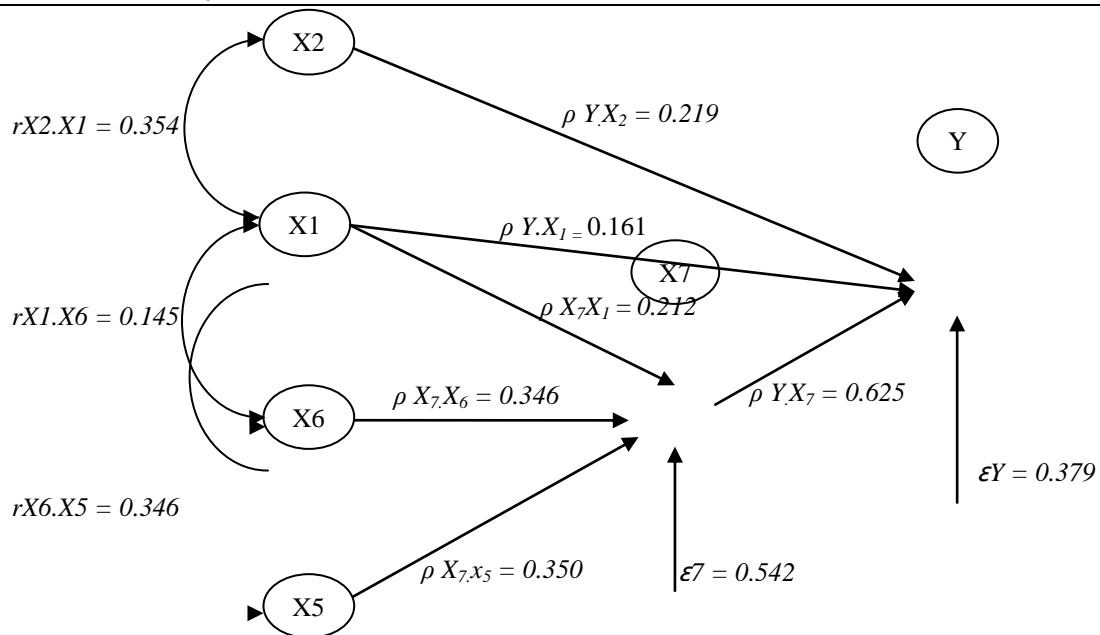 X2
ρ Y.X2 = 0.219
rX2.X1 = 0.354
Y
X1
ρ Y.X1 = 0.161
X7
ρ X7X1 = 0.212
rX1.X6 = 0.145
ρ X7.X6 = 0.346
ρ Y.X7 = 0.625
X6
εY = 0.379
rX6.X5 = 0.346
ρ X7.x5 = 0.350
ε7 = 0.542
X5